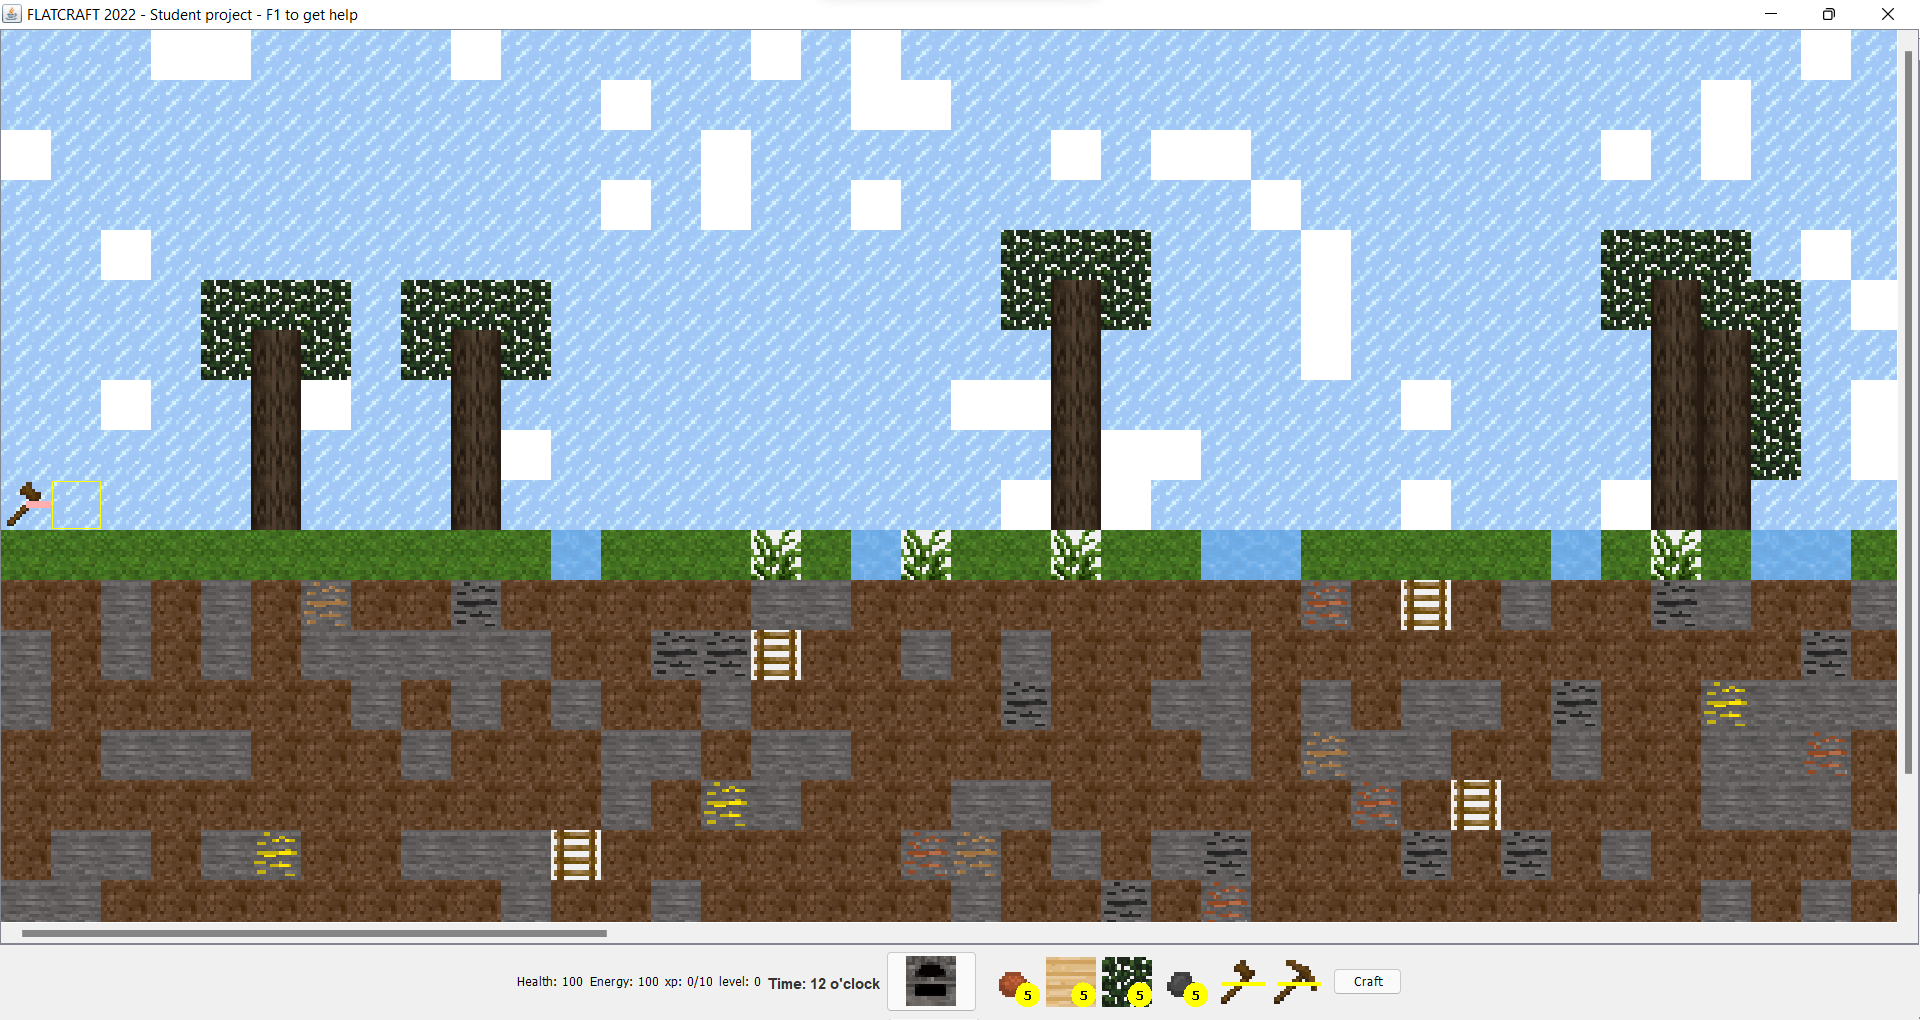 FLATCRAFT 2022 - Student project - F1 to get help
Health: 100 Energy: 100 xp: 0/10 level: 0 Time: 12 o'clock
5 5 5 5
Craft